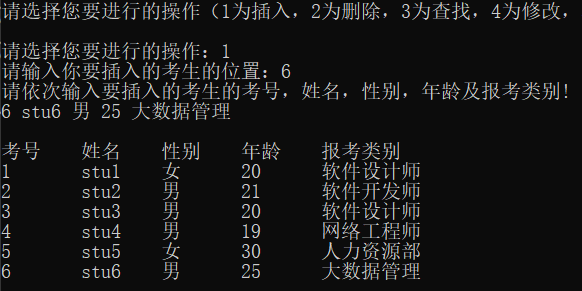 请选择您要进行的操作（1为插入，2为删除，3为查找，4为修改，
请选择您要进行的操作：1
请输入你要插入的考生的位置：6
请依次输入要插入的考生的考号，姓名，性别，年龄及报考类别！
6 stu6 男 25 大数据管理
考号 姓名 性别 年龄 报考类别
1 stu1 女 20 软件设计师
2 stu2 男 21 软件开发师
3 stu3 男 20 软件设计师
4 stu4 男 19 网络工程师
5 stu5 女 30 人力资源部
6 stu6 男 25 大数据管理